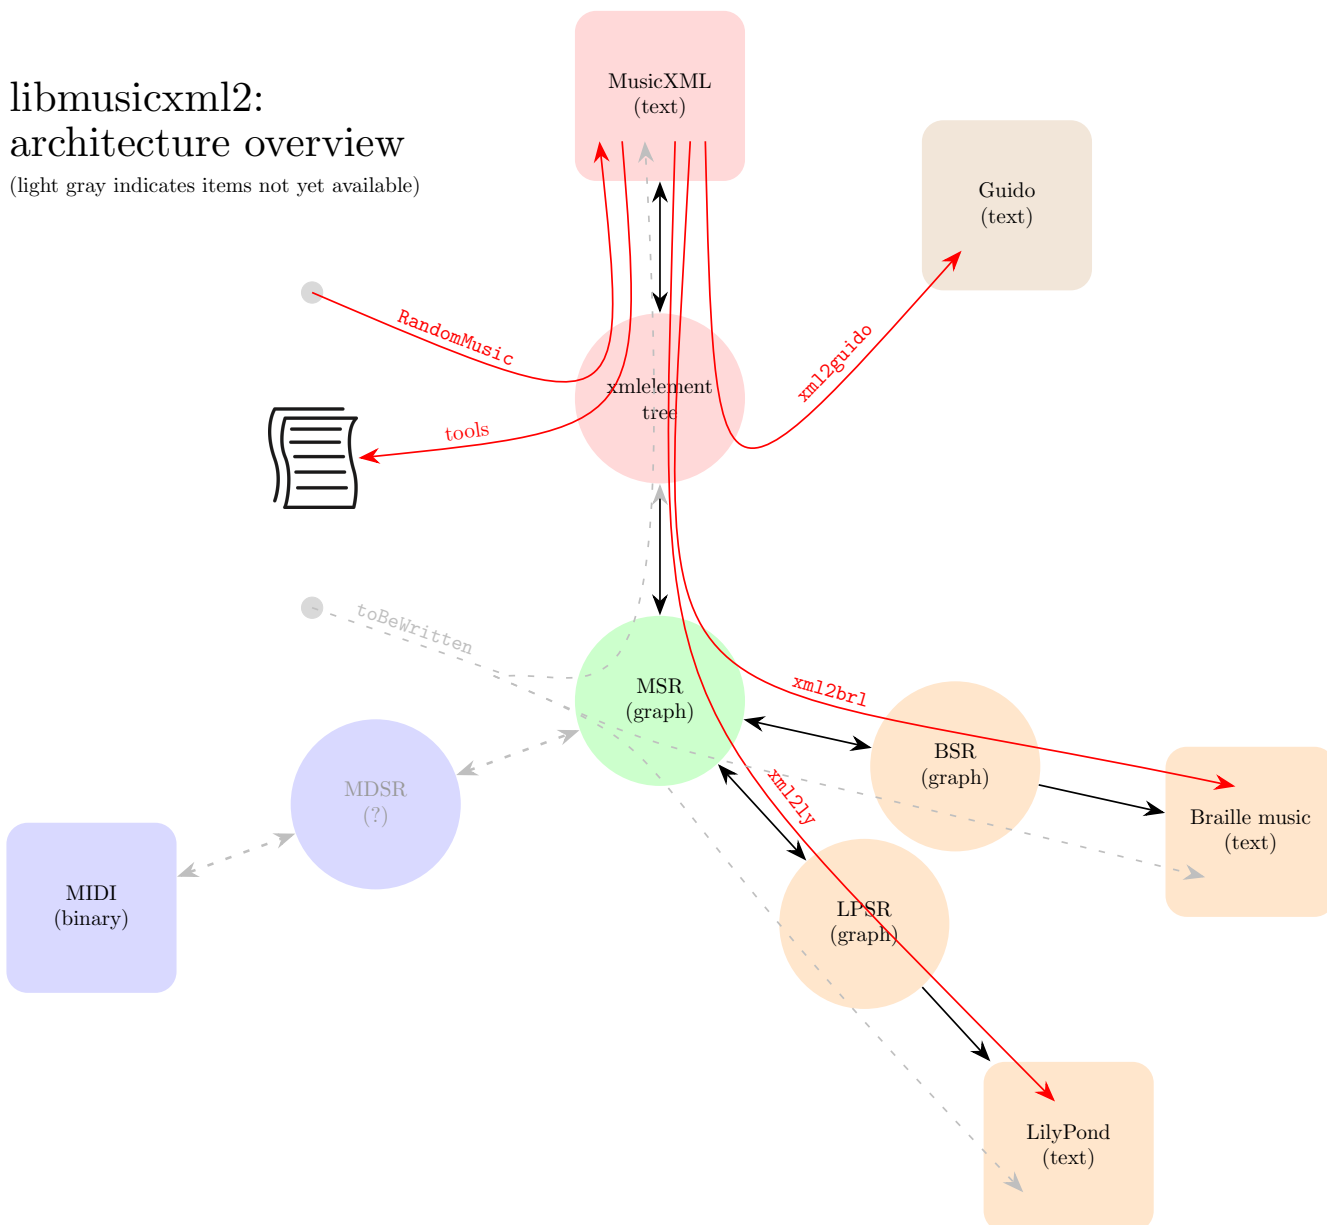 libmusicxml2:
architecture overview
(light gray indicates items not yet available)
MusicXML
(text)
Guido
(text)
RandomMusic
xml2guido
xmlelement
tree
tools
toBeWritten
MSR
(graph)
xml2brl
BSR
(graph)
MDSR
(?)
xml2ly
Braille music
(text)
MIDI
(binary)
LPSR
(graph)
LilyPond
(text)